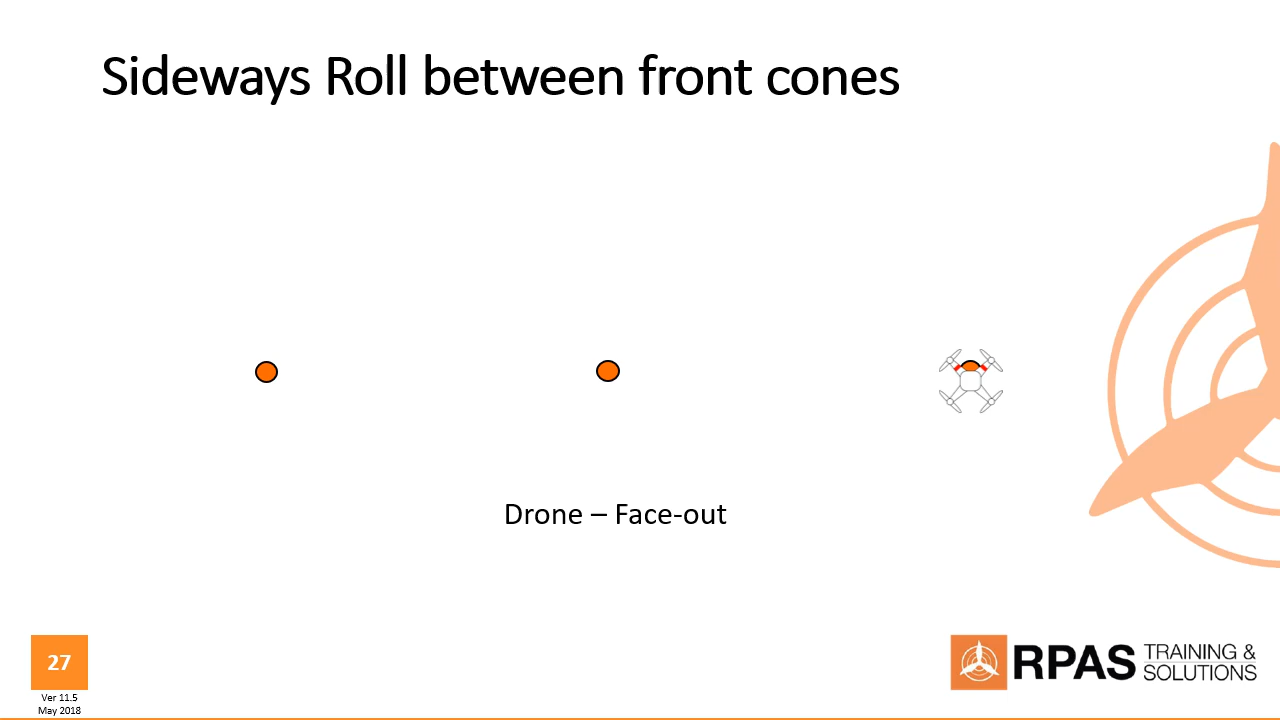 Sideways Roll between front cones
Drone – Face-out
27
Ver 11.5
May 2018
RPAS TRAINING &
SOLUTIONS